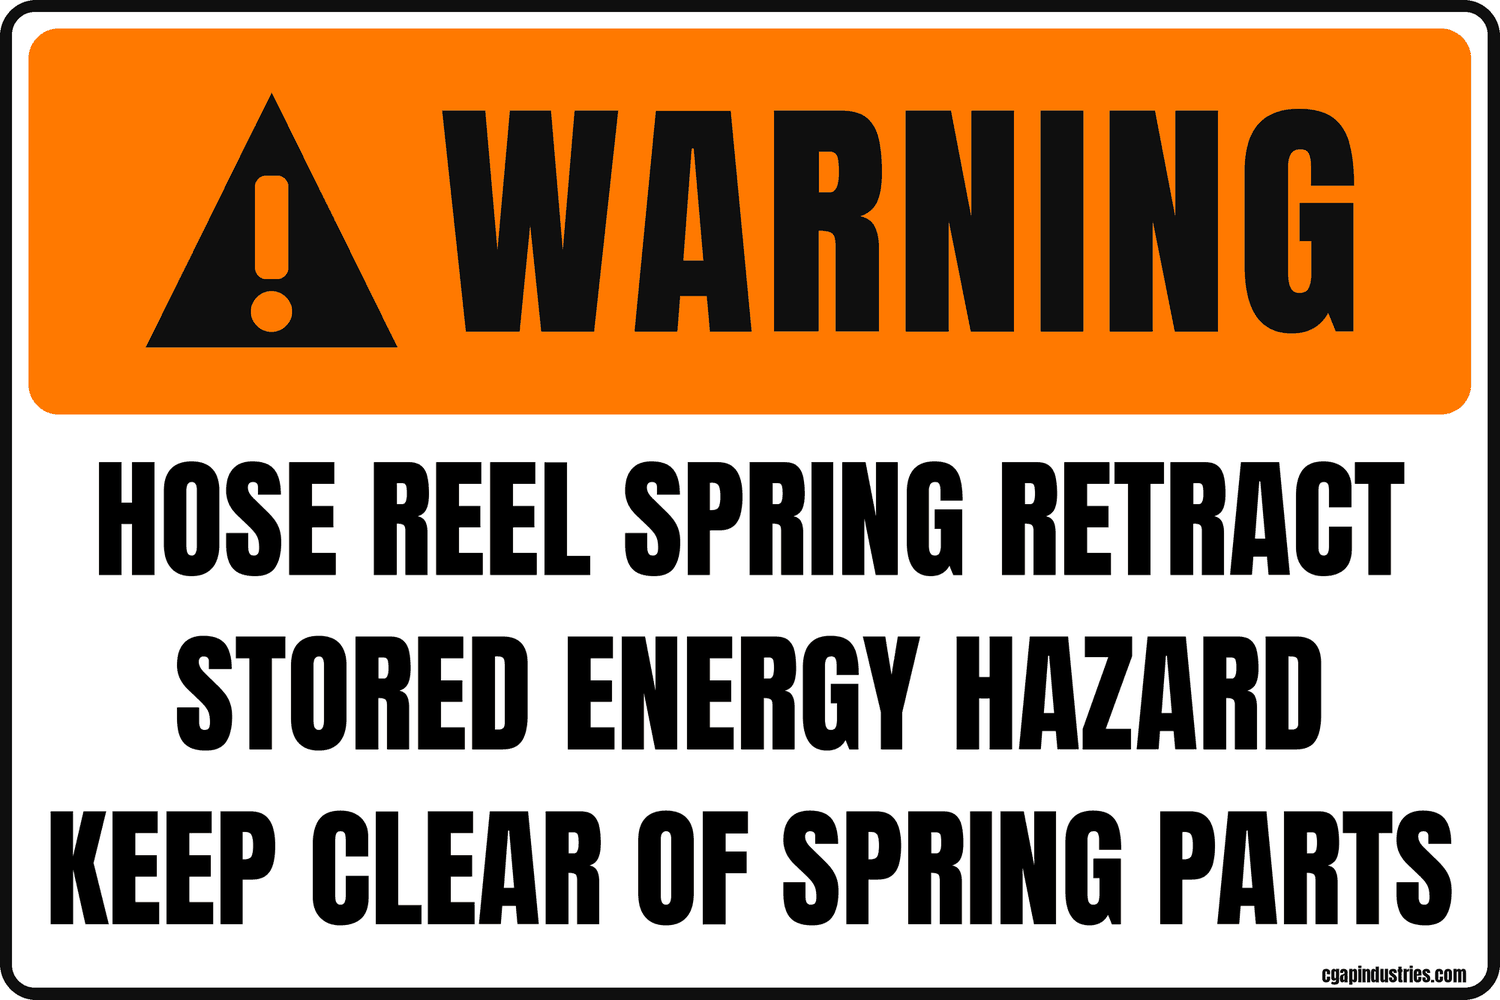 WARNING
HOSE REEL SPRING RETRACT
STORED ENERGY HAZARD
KEEP CLEAR OF SPRING PARTS
cgapindustries.com